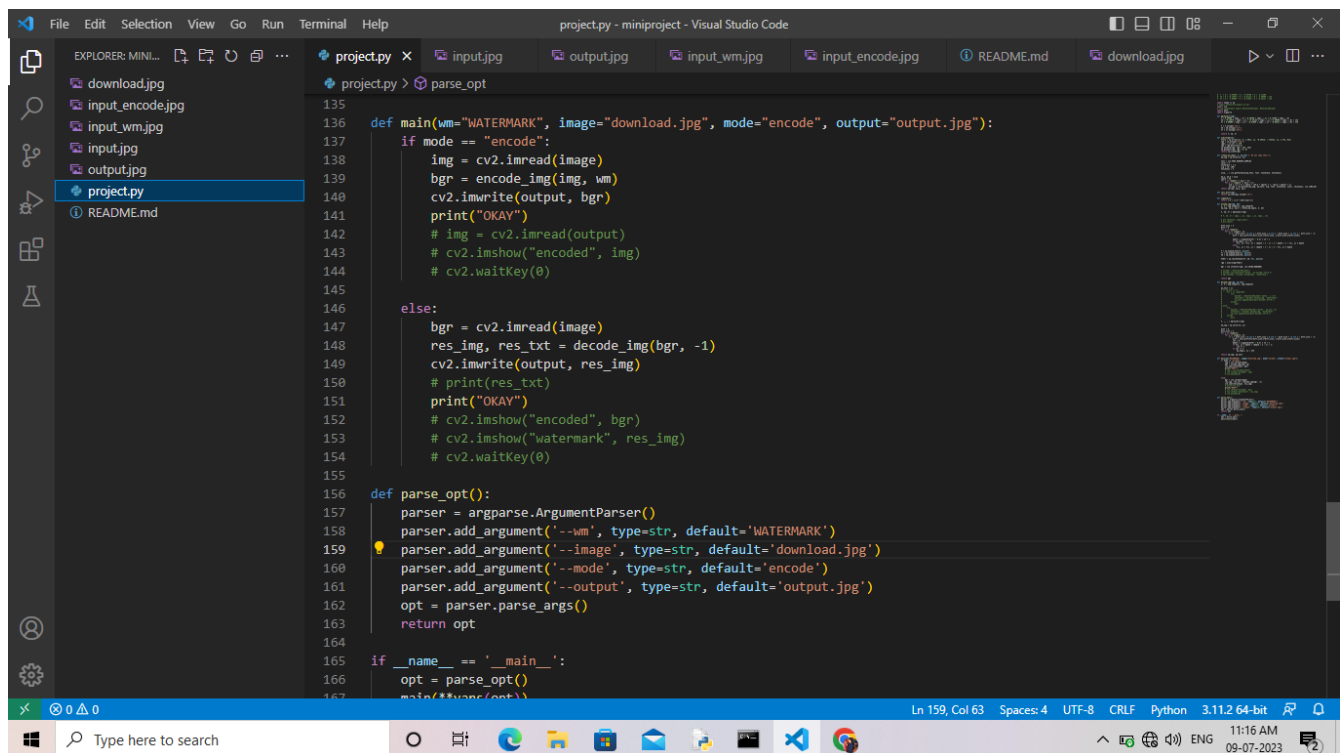 File Edit Selection View Go Run Terminal Help project.py - miniproject - Visual Studio Code
EXPLORER: MINI... project.py input.jpg output.jpg input_wm.jpg input_encode.jpg README.md download.jpg
download.jpg
input_encode.jpg
input_wm.jpg
input.jpg
output.jpg
project.py
README.md
project.py > parse_opt
135
136 def main(wm="WATERMARK", image="download.jpg", mode="encode", output="output.jpg"):
137 if mode == "encode":
138 img = cv2.imread(image)
139 bgr = encode_img(img, wm)
140 cv2.imwrite(output, bgr)
141 print("OKAY")
142 # img = cv2.imread(output)
143 # cv2.imshow("encoded", img)
144 # cv2.waitKey(0)
145
146 else:
147 bgr = cv2.imread(image)
148 res_img, res_txt = decode_img(bgr, -1)
149 cv2.imwrite(output, res_img)
150 # print(res_txt)
151 print("OKAY")
152 # cv2.imshow("encoded", bgr)
153 # cv2.imshow("watermark", res_img)
154 # cv2.waitKey(0)
155
156 def parse_opt():
157 parser = argparse.ArgumentParser()
158 parser.add_argument('--wm', type=str, default='WATERMARK')
159 parser.add_argument('--image', type=str, default='download.jpg')
160 parser.add_argument('--mode', type=str, default='encode')
161 parser.add_argument('--output', type=str, default='output.jpg')
162 opt = parser.parse_args()
163 return opt
164
165 if __name__ == '__main__':
166 opt = parse_opt()
167 main(**vars(opt))
0 0 Ln 159, Col 63 Spaces: 4 UTF-8 CRLF Python 3.11.2 64-bit
Type here to search ENG 11:16 AM
09-07-2023 2